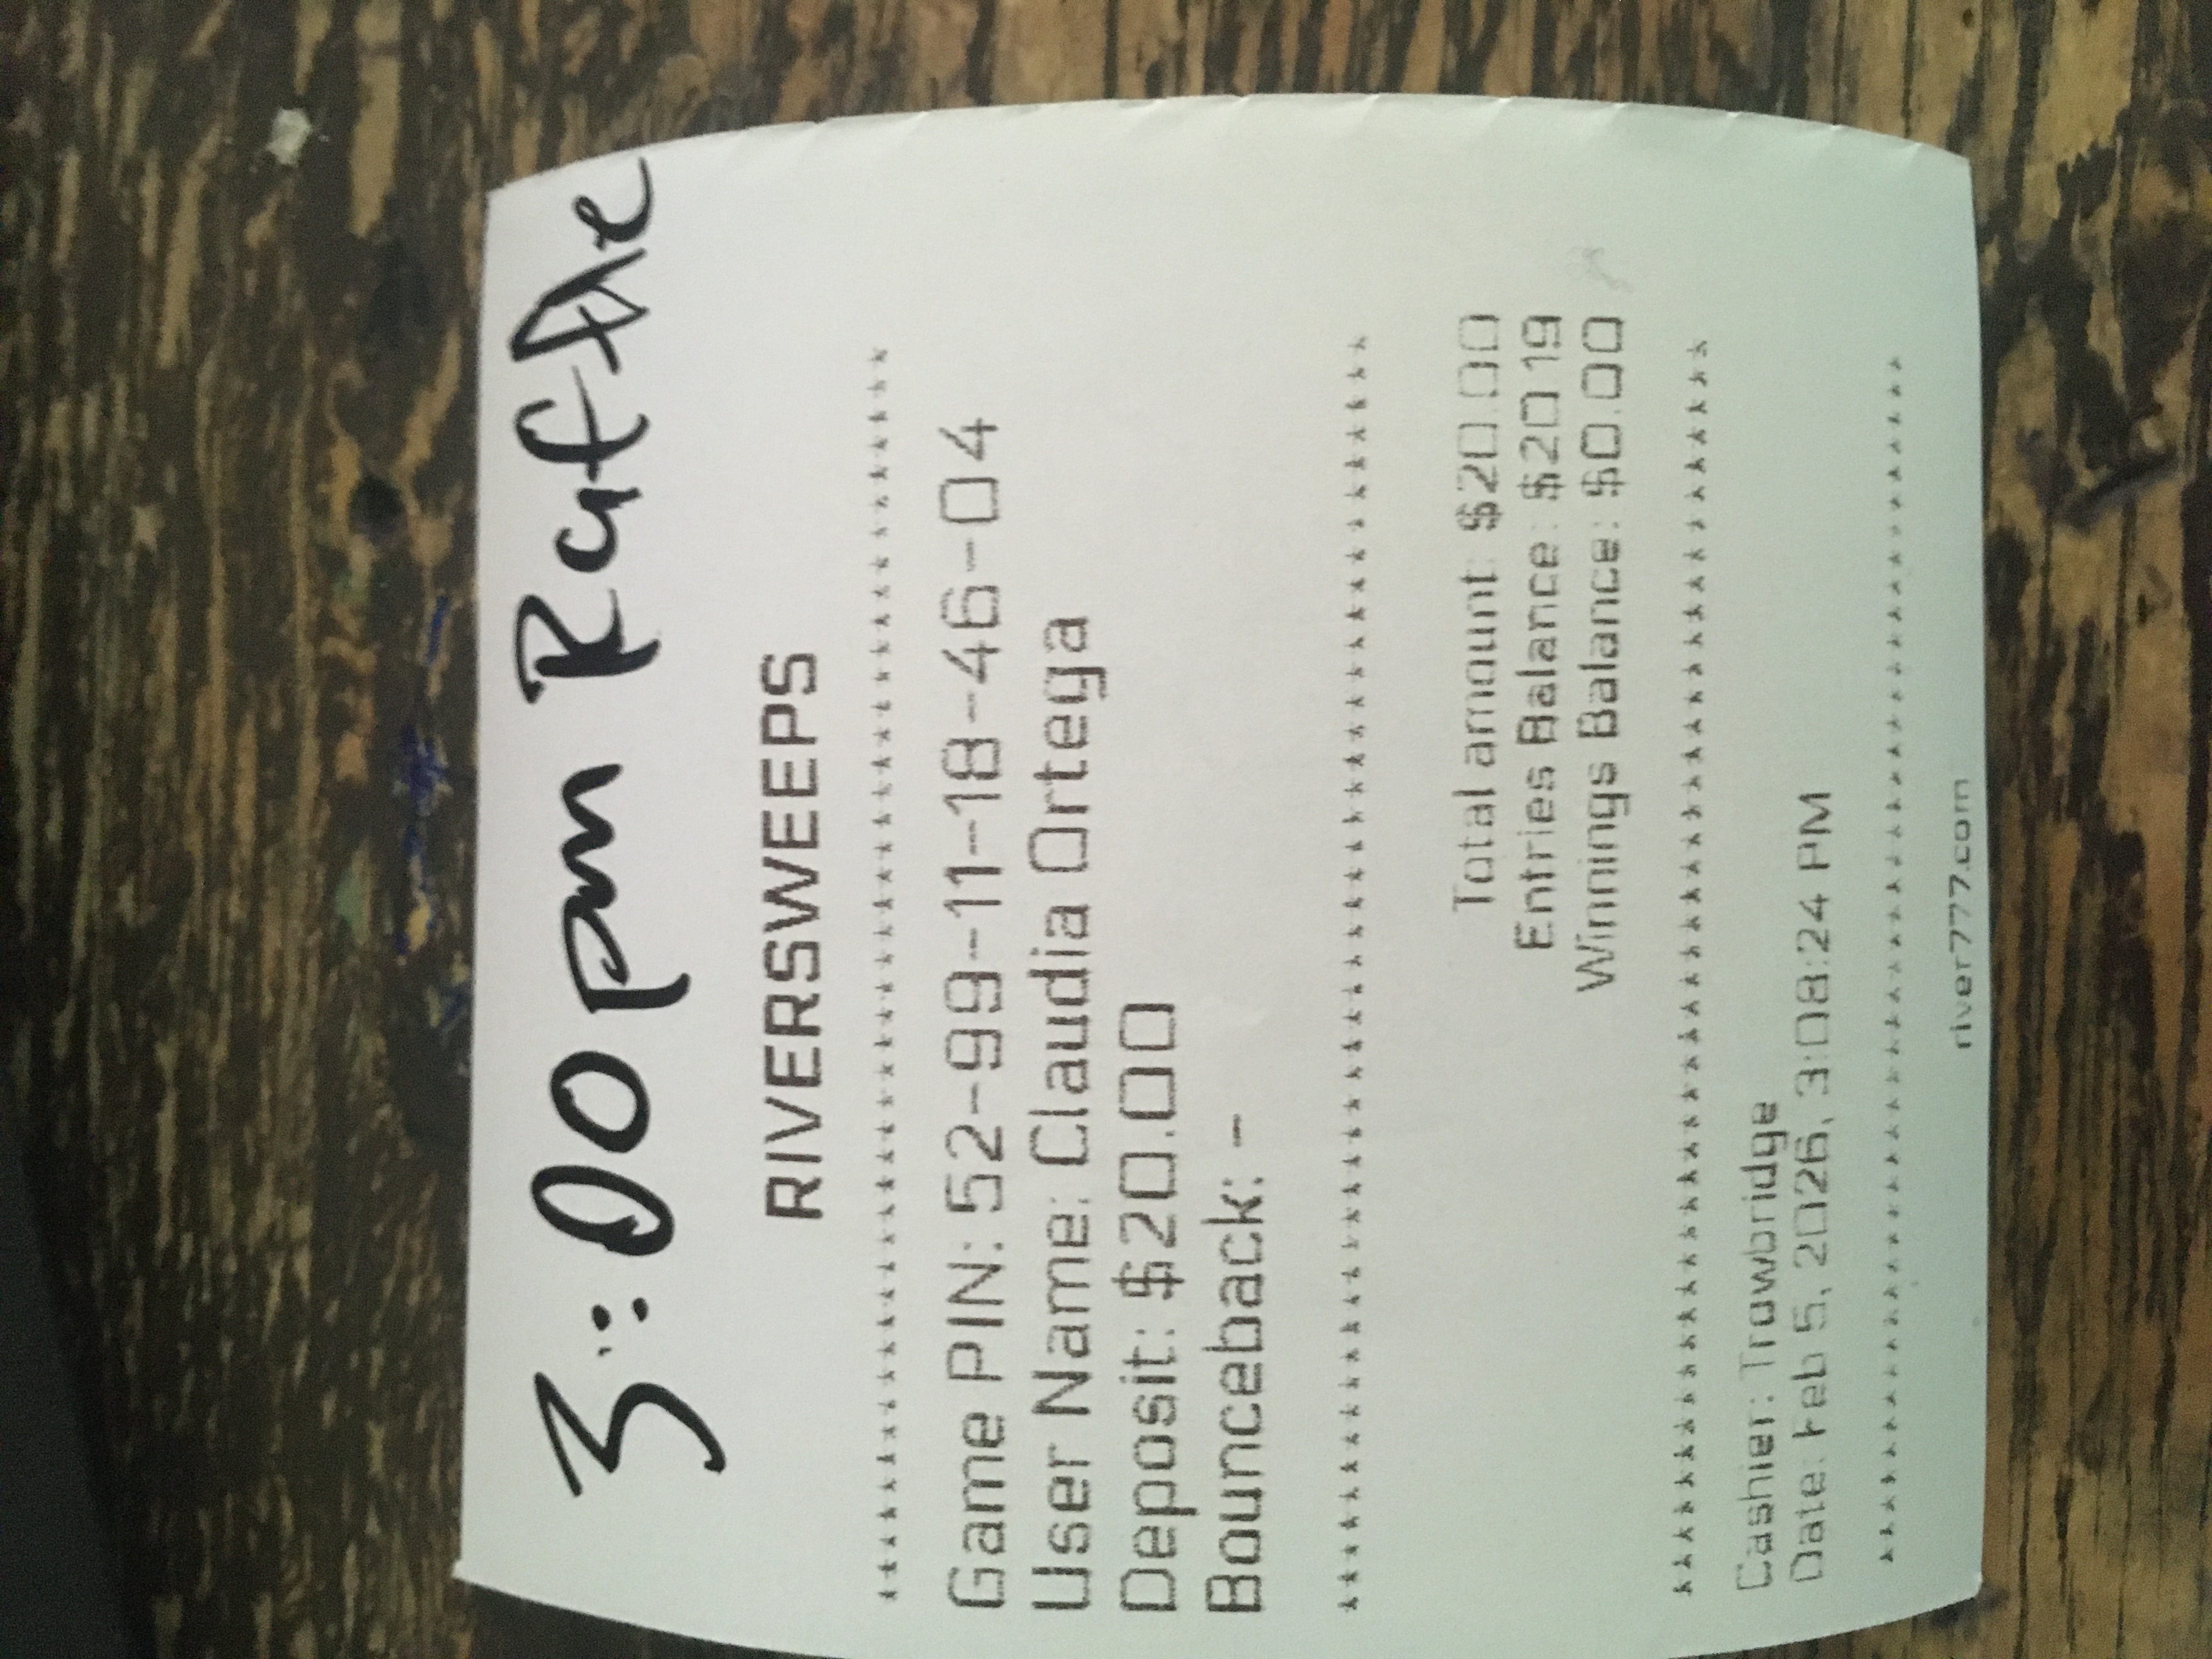 3:00 pm Raffle
RIVERSWEEPS
****************************************
Game PIN: 52-99-11-18-46-04
User Name: Claudia Ortega
Deposit: $20.00
Bounceback: -
****************************************
Total amount: $20.00
Entries Balance: $20.19
Winnings Balance: $0.00
****************************************
Cashier: Trowbridge
Date: Feb 5, 2026, 3:08:24 PM
****************************************
river777.com